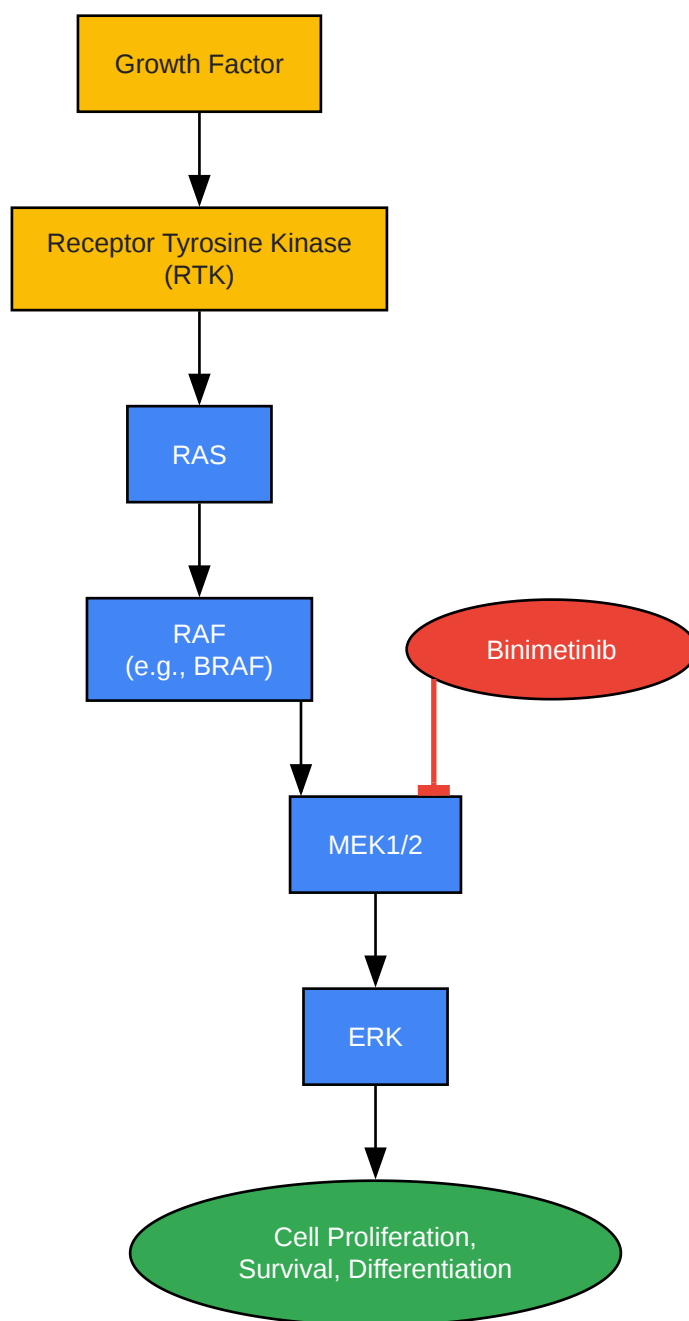 Growth Factor
Receptor Tyrosine Kinase
(RTK)
RAS
RAF
(e.g., BRAF)
Binimetinib
MEK1/2
ERK
Cell Proliferation,
Survival, Differentiation